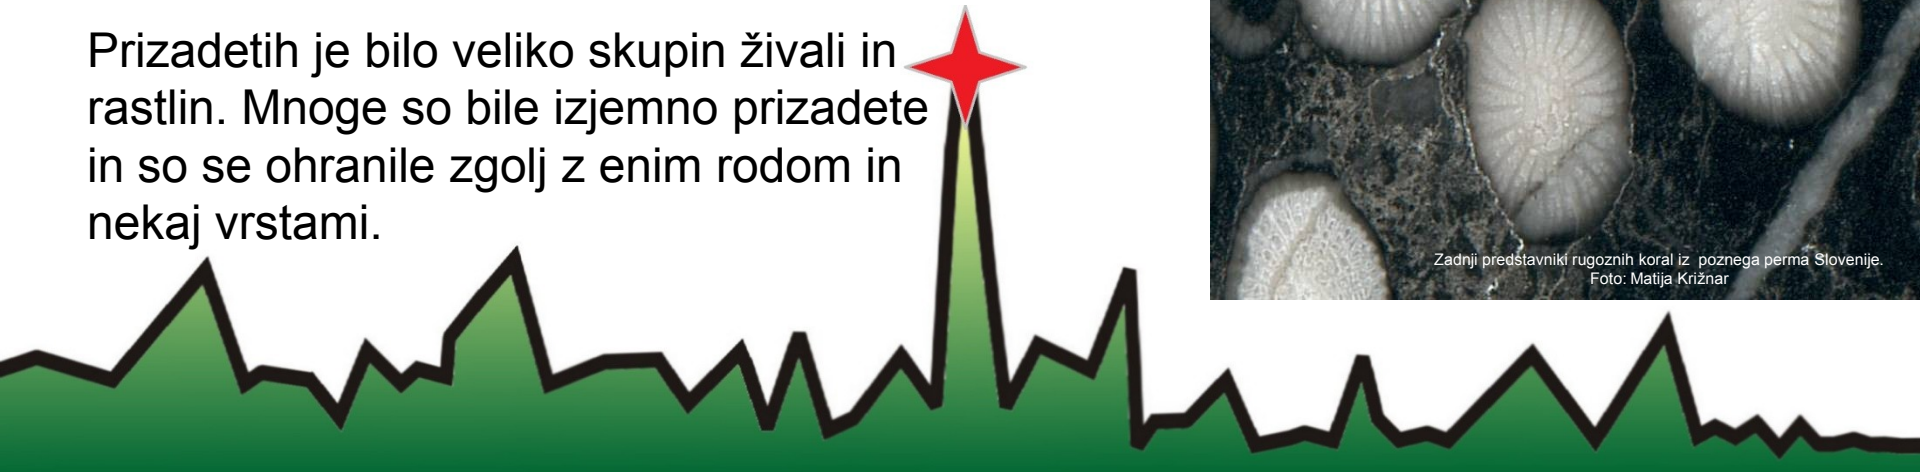 Prizadetih je bilo veliko skupin živali in
rastlin. Mnoge so bile izjemno prizadete
in so se ohranile zgolj z enim rodom in
nekaj vrstami.
Zadnji predstavniki rugoznih koral iz poznega perma Slovenije.
Foto: Matija Križnar